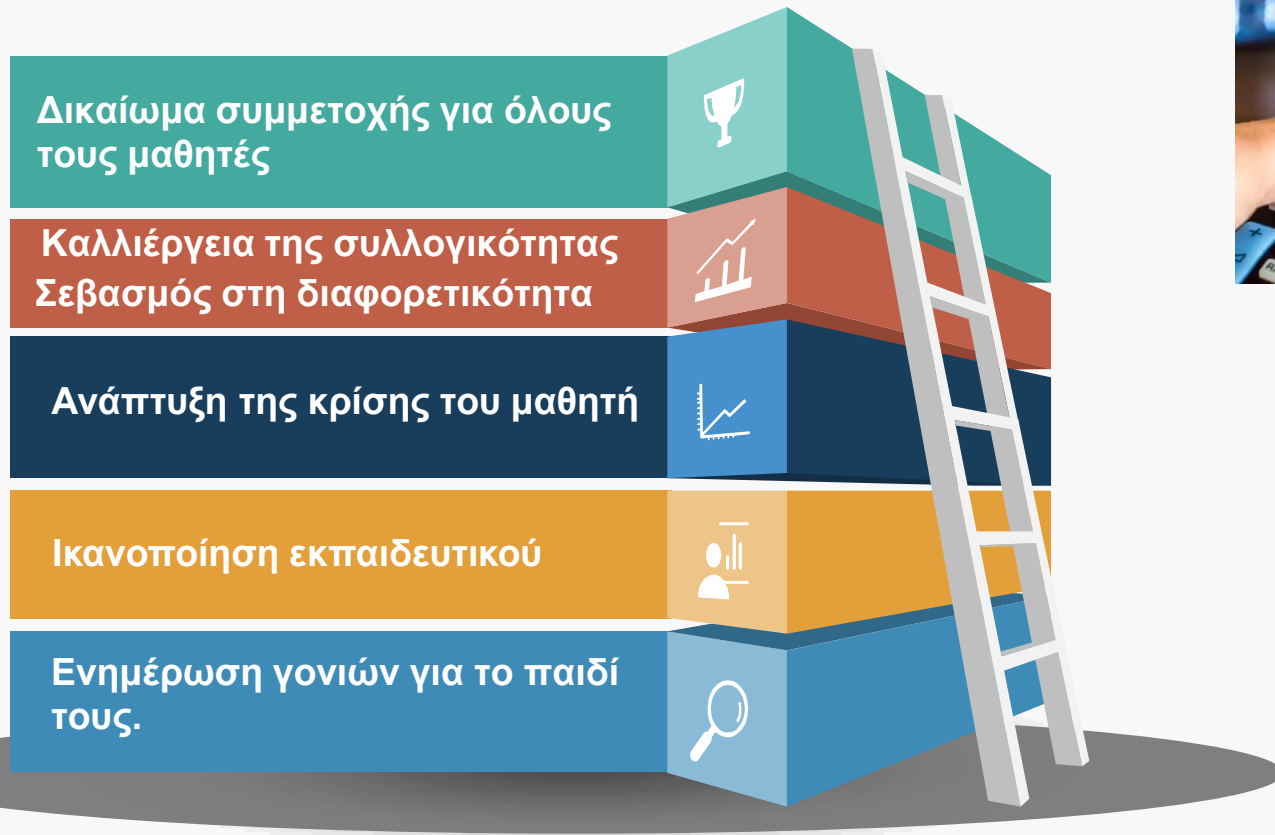 Δικαίωμα συμμετοχής για όλους
τους μαθητές
Καλλιέργεια της συλλογικότητας
Σεβασμός στη διαφορετικότητα
Ανάπτυξη της κρίσης του μαθητή
Ικανοποίηση εκπαιδευτικού
Ενημέρωση γονιών για το παιδί
τους.